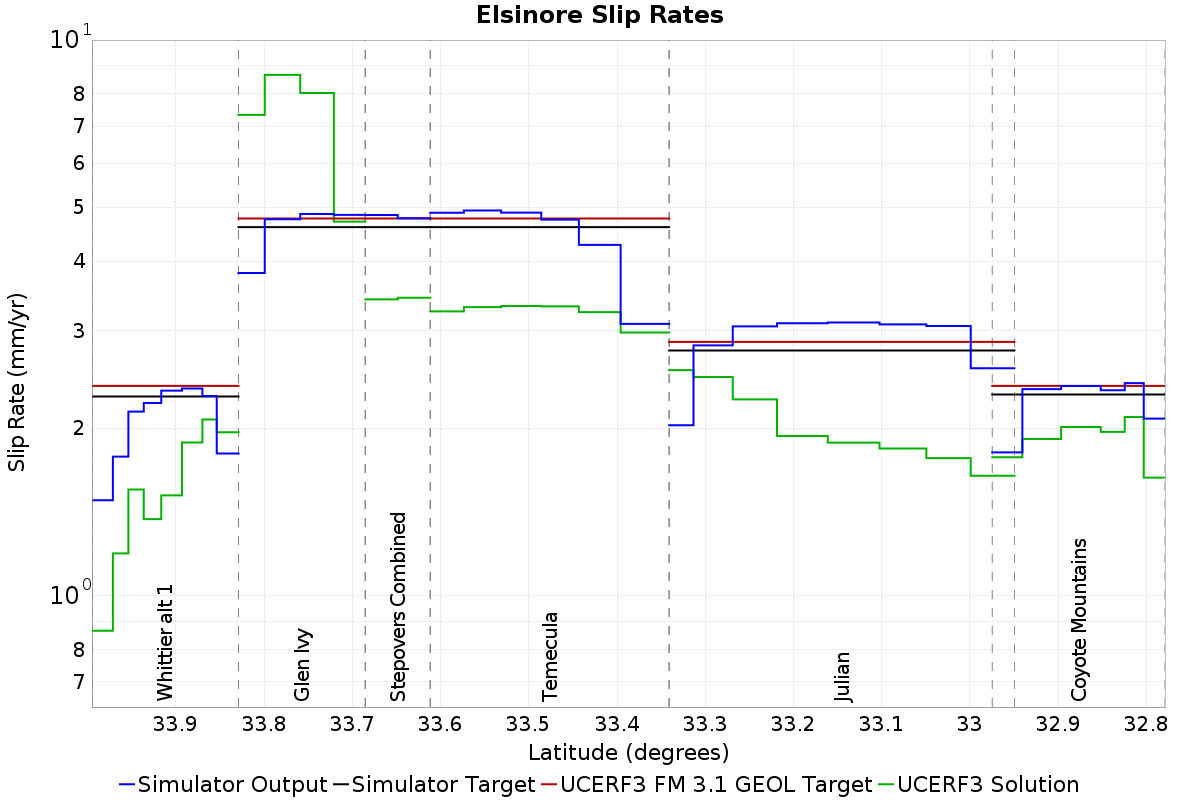 Elsinore Slip Rates
Slip Rate (mm/yr)
10^1
8
7
6
5
4
3
2
10^0
8
7
Whittier alt 1
Glen Ivy
Stepovers Combined
Temecula
Julian
Coyote Mountains
33.9 33.8 33.7 33.6 33.5 33.4 33.3 33.2 33.1 33 32.9 32.8
Latitude (degrees)
Simulator Output Simulator Target UCERF3 FM 3.1 GEOL Target UCERF3 Solution